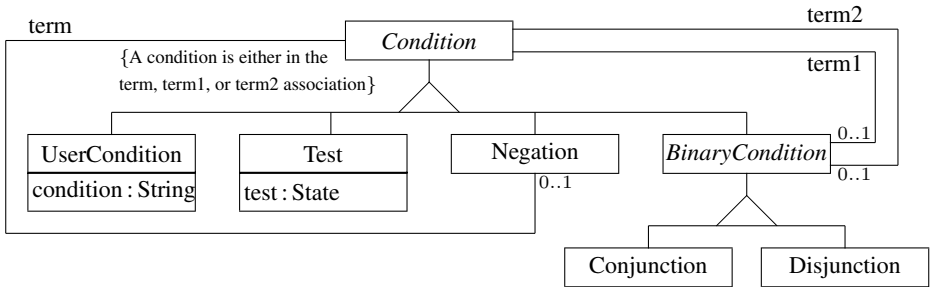 term
term2
Condition
{A condition is either in the
term, term1, or term2 association}
term1
0..1
UserCondition
Test
Negation
BinaryCondition
0..1
0..1
condition : String
test : State
Conjunction
Disjunction